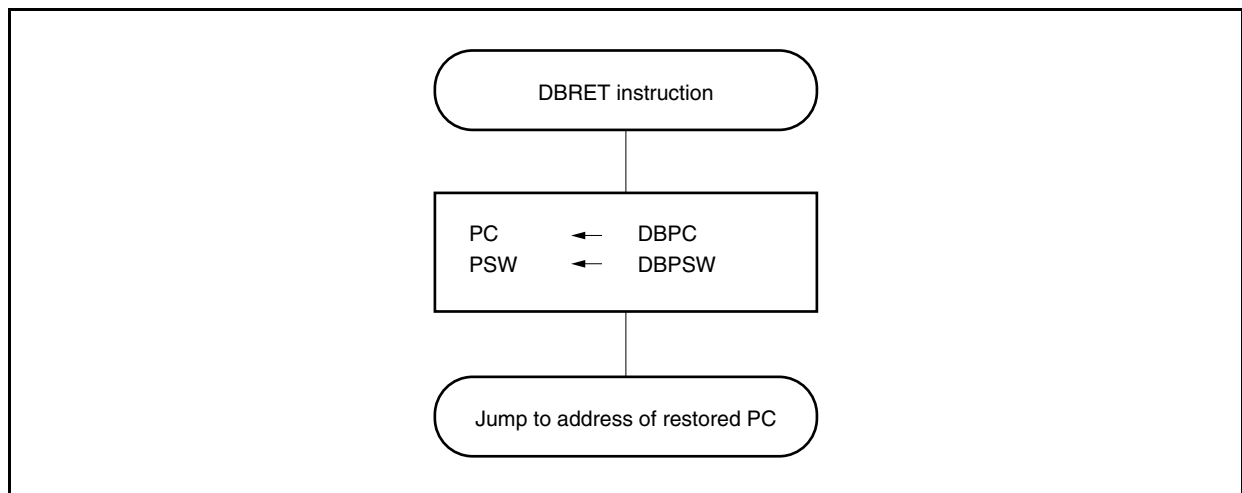 DBRET instruction
PC ← DBPC
PSW ← DBPSW
Jump to address of restored PC